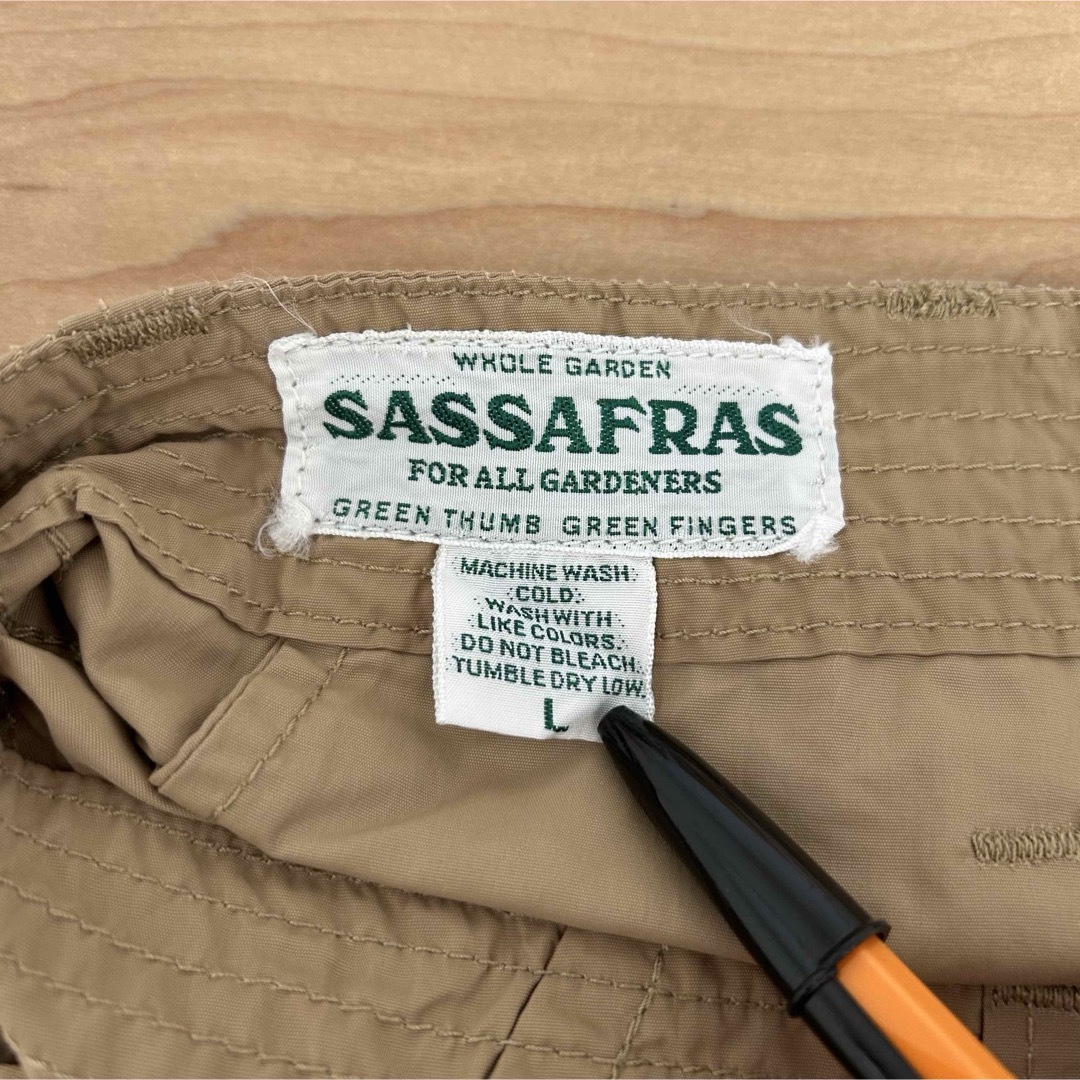 WHOLE GARDEN
SASSAFRAS
FOR ALL GARDENERS
GREEN THUMB GREEN FINGERS
MACHINE WASH
COLD.
WASH WITH
LIKE COLORS.
DO NOT BLEACH.
TUMBLE DRY LOW.
L